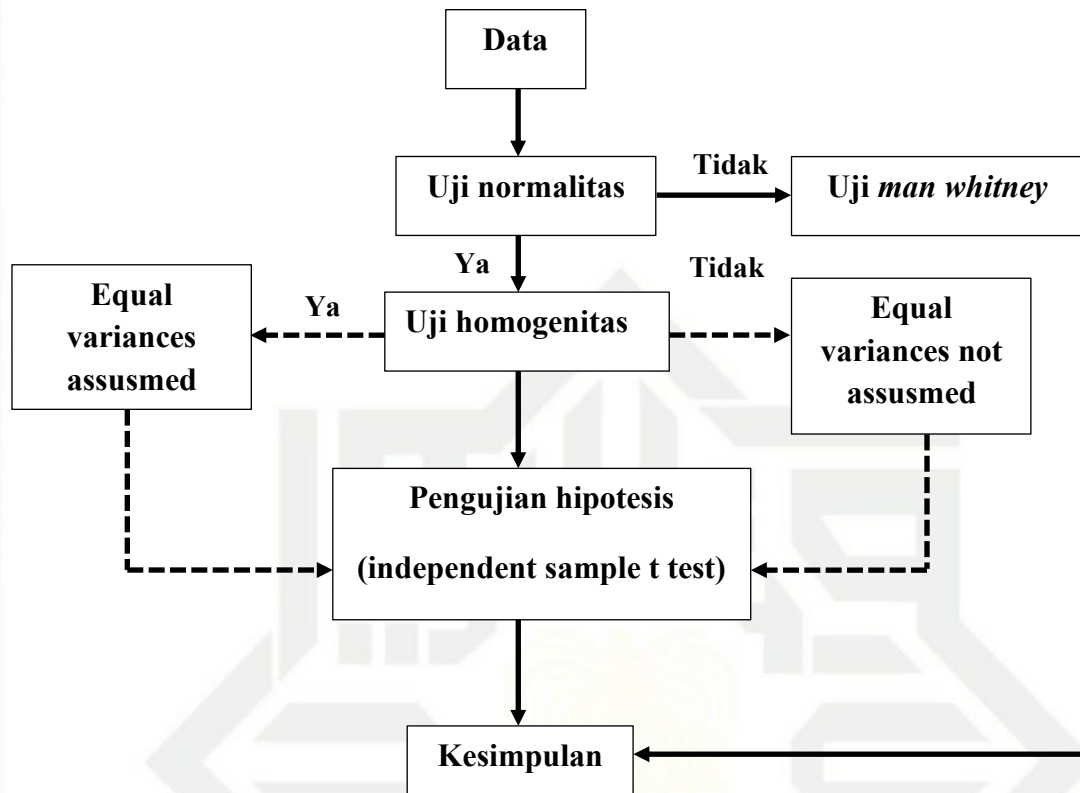 Data
Uji normalitas
Tidak
Uji man whitney
Ya
Tidak
Equal
variances
assusmed
Ya
Uji homogenitas
Equal
variances not
assusmed
Pengujian hipotesis
(independent sample t test)
Kesimpulan